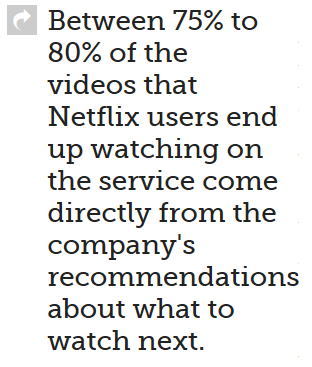 Between 75% to
80% of the
videos that
Netflix users end
up watching on
the service come
directly from the
company's
recommendations
about what to
watch next.